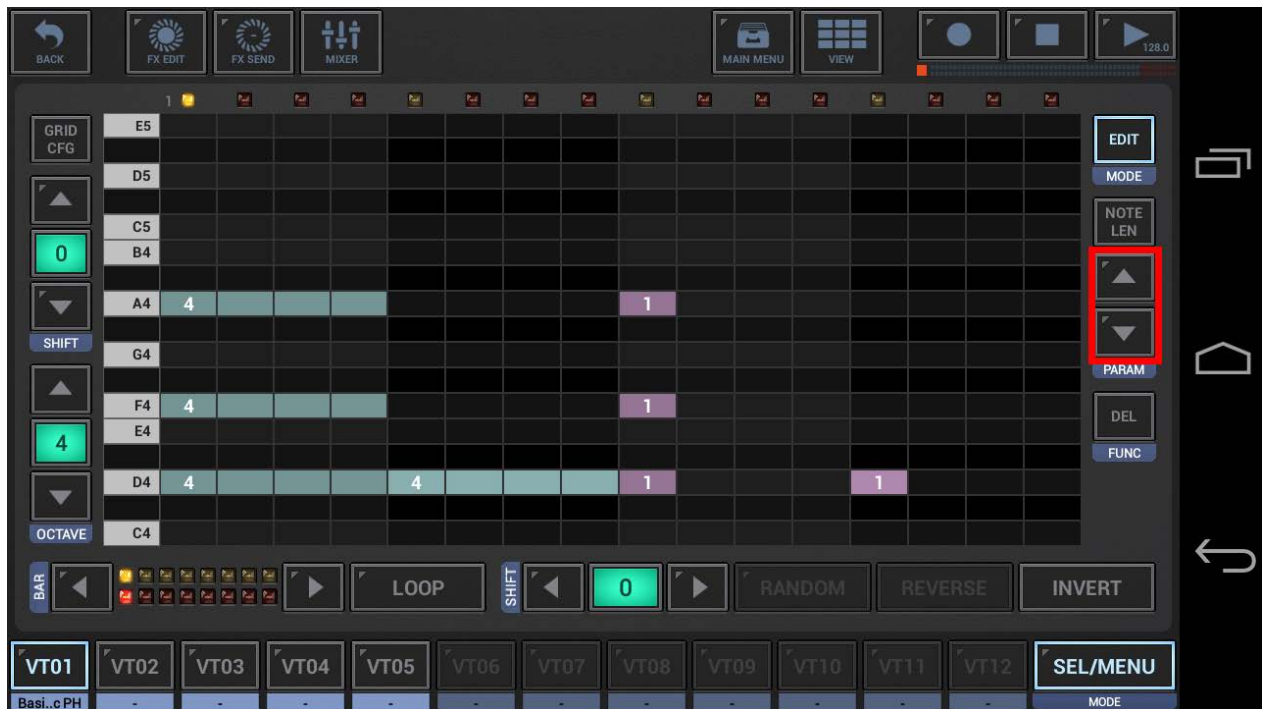 BACK
FX EDIT
FX SEND
MIXER
MAIN MENU
VIEW
128.0
1
GRID
CFG
0
SHIFT
4
OCTAVE
E5
D5
C5
B4
A4 4 1
G4
F4 4 1
E4
D4 4 4 1 1
C4
EDIT
MODE
NOTE
LEN
PARAM
DEL
FUNC
BAR
LOOP
SHIFT
0
RANDOM
REVERSE
INVERT
VT01 VT02 VT03 VT04 VT05 VT06 VT07 VT08 VT09 VT10 VT11 VT12 SEL/MENU
Basi..c PH - - - - - - - - - - - MODE